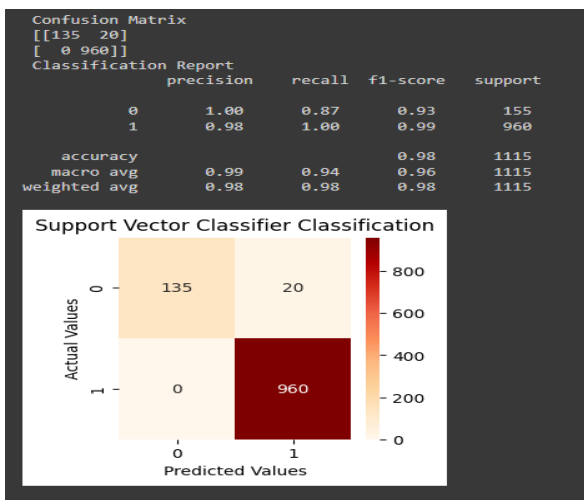 Confusion Matrix
[[135  20]
[  0 960]]
Classification Report
precision recall f1-score support
0 1.00 0.87 0.93 155
1 0.98 1.00 0.99 960
accuracy 0.98 1115
macro avg 0.99 0.94 0.96 1115
weighted avg 0.98 0.98 0.98 1115
Support Vector Classifier Classification
Actual Values
0
1
135 20
0 960
0 1
Predicted Values
800
600
400
200
0